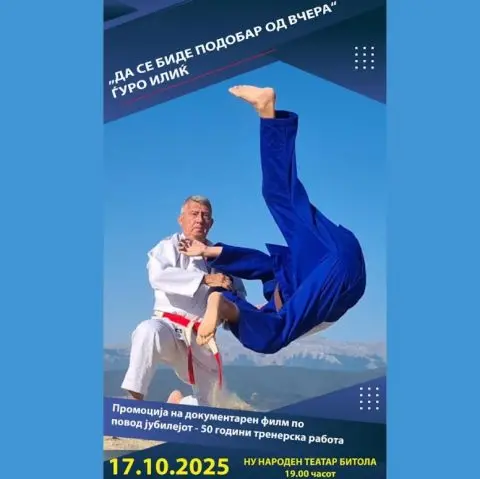 „ДА СЕ БИДЕ ПОДОБАР ОД ВЧЕРА“
ЃУРО ИЛИЌ
Промоција на документарен филм по
повод јубилејот - 50 години тренерска работа
17.10.2025
НУ НАРОДЕН ТЕАТАР БИТОЛА
19.00 часот